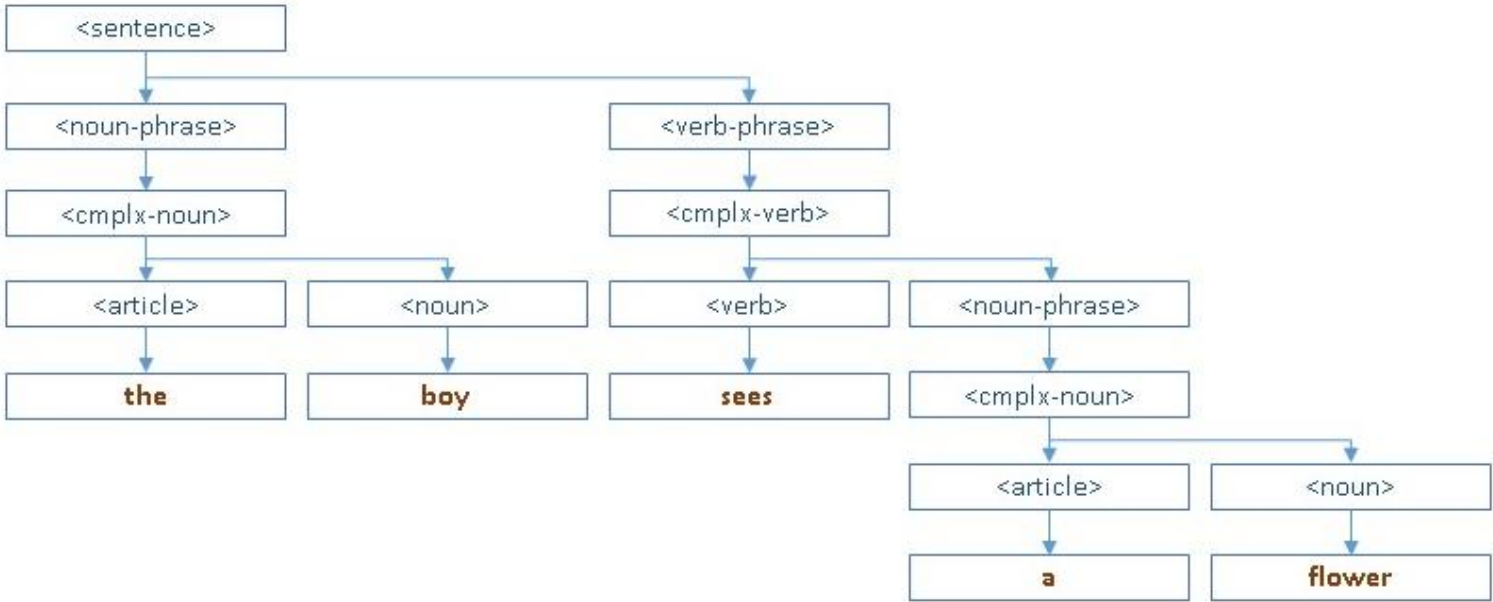 <sentence>
<noun-phrase> <verb-phrase>
<cmplx-noun> <cmplx-verb>
<article> <noun> <verb> <noun-phrase>
the boy sees <cmplx-noun>
<article> <noun>
a flower